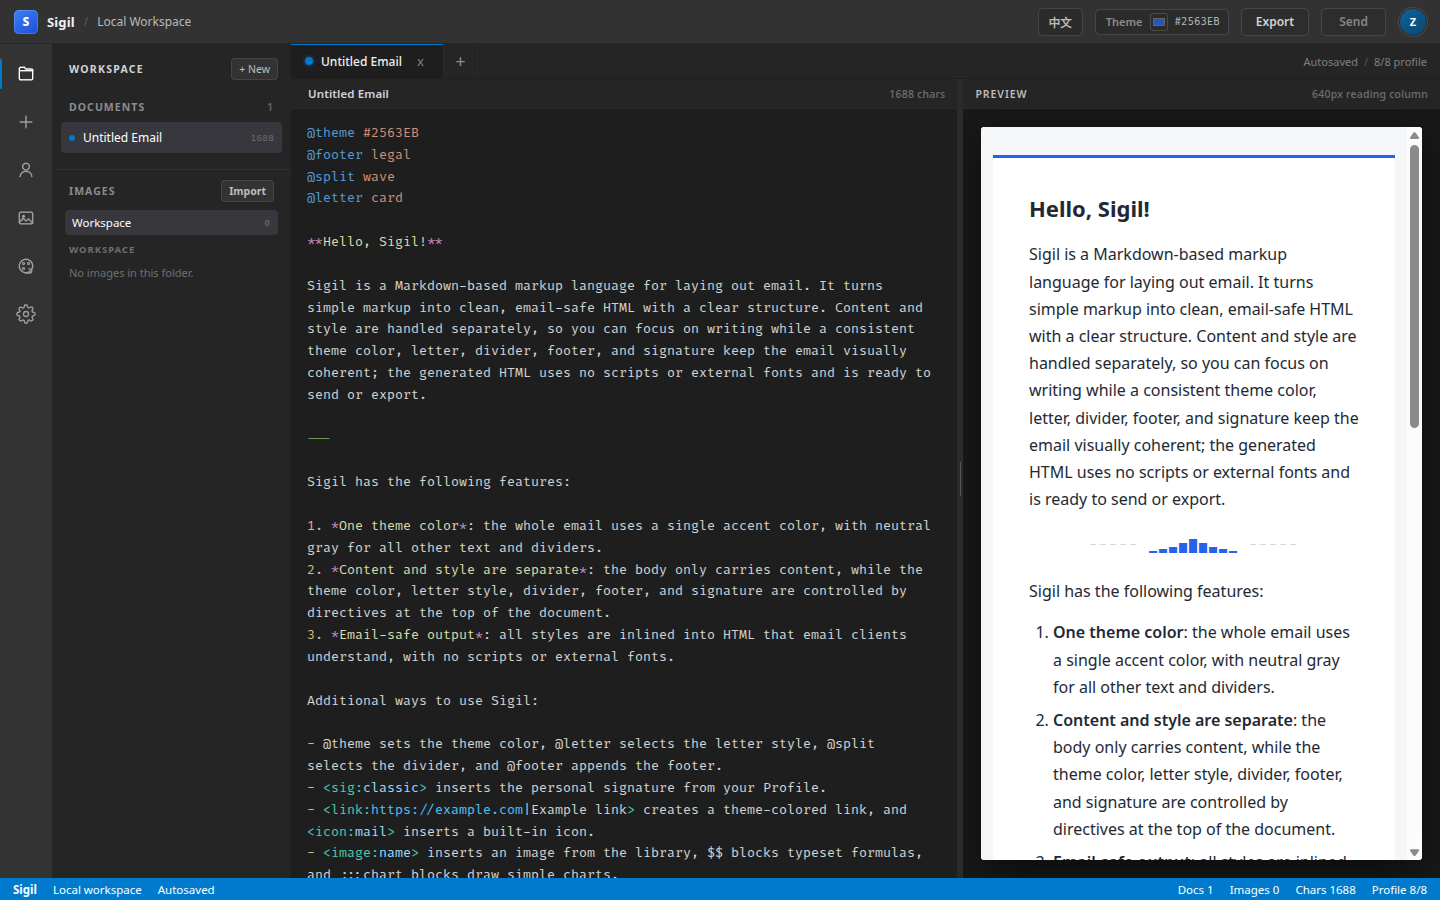 S Sigil / Local Workspace
中文
Theme #2563EB
Export
Send
Z
WORKSPACE
+ New
DOCUMENTS 1
Untitled Email 1688
IMAGES
Import
Workspace 0
WORKSPACE
No images in this folder.
Untitled Email x +
Autosaved / 8/8 profile
Untitled Email 1688 chars
@theme #2563EB
@footer legal
@split wave
@letter card
**Hello, Sigil!**
Sigil is a Markdown-based markup language for laying out email. It turns
simple markup into clean, email-safe HTML with a clear structure. Content and
style are handled separately, so you can focus on writing while a consistent
theme color, letter, divider, footer, and signature keep the email visually
coherent; the generated HTML uses no scripts or external fonts and is ready to
send or export.
---
Sigil has the following features:
1. *One theme color*: the whole email uses a single accent color, with neutral
gray for all other text and dividers.
2. *Content and style are separate*: the body only carries content, while the
theme color, letter style, divider, footer, and signature are controlled by
directives at the top of the document.
3. *Email-safe output*: all styles are inlined into HTML that email clients
understand, with no scripts or external fonts.
Additional ways to use Sigil:
- @theme sets the theme color, @letter selects the letter style, @split
selects the divider, and @footer appends the footer.
- <sig:classic> inserts the personal signature from your Profile.
- <link:https://example.com|Example link> creates a theme-colored link, and
<icon:mail> inserts a built-in icon.
- <image:name> inserts an image from the library, $$ blocks typeset formulas,
and :::chart blocks draw simple charts.
PREVIEW 640px reading column
Hello, Sigil!
Sigil is a Markdown-based markup
language for laying out email. It turns
simple markup into clean, email-safe HTML
with a clear structure. Content and style are
handled separately, so you can focus on
writing while a consistent theme color,
letter, divider, footer, and signature keep the
email visually coherent; the generated
HTML uses no scripts or external fonts and
is ready to send or export.
Sigil has the following features:
1. One theme color: the whole email uses
a single accent color, with neutral gray
for all other text and dividers.
2. Content and style are separate: the
body only carries content, while the
theme color, letter style, divider, footer,
and signature are controlled by
directives at the top of the document.
3. Email-safe output: all styles are inlined
Sigil Local workspace Autosaved
Docs 1 Images 0 Chars 1688 Profile 8/8